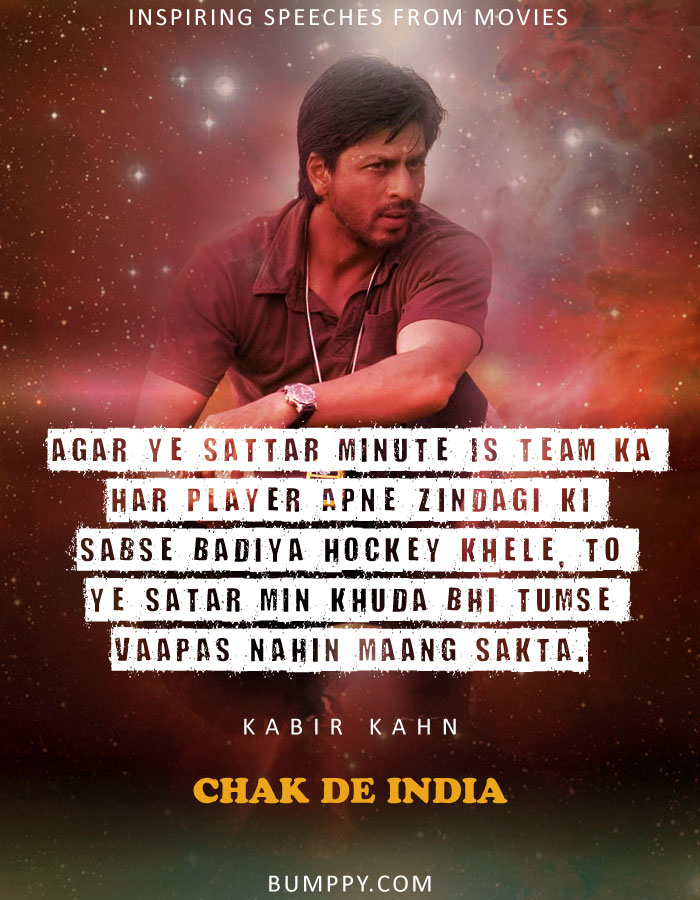 INSPIRING SPEECHES FROM MOVIES
AGAR YE SATTAR MINUTE IS TEAM KA
HAR PLAYER APNE ZINDAGI KI
SABSE BADIYA HOCKEY KHELE, TO
YE SATAR MIN KHUDA BHI TUMSE
VAAPAS NAHIN MAANG SAKTA.
KABIR KAHN
CHAK DE INDIA
BUMPPY.COM